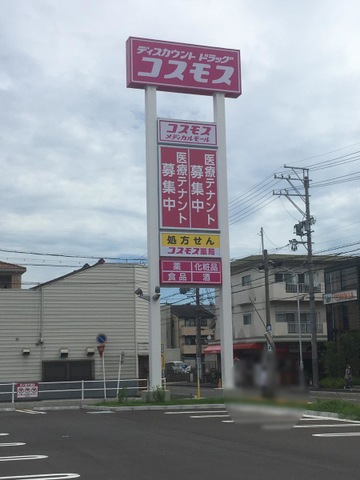 ディスカウント ドラッグ
コスモス
コスモス
メディカルモール
医療テナント
募集中
医療テナント
募集中
処方せん
コスモス薬局
薬 化粧品
食品 酒